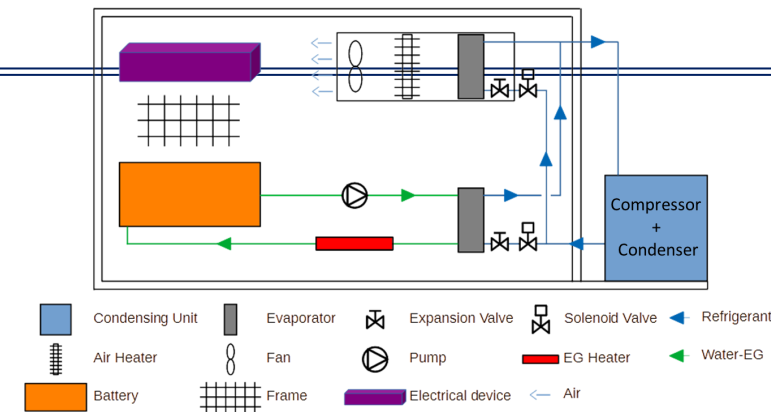 Compressor
+
Condenser
Condensing Unit
Evaporator
Expansion Valve
Solenoid Valve
Refrigerant
Air Heater
Fan
Pump
EG Heater
Water-EG
Battery
Frame
Electrical device
Air